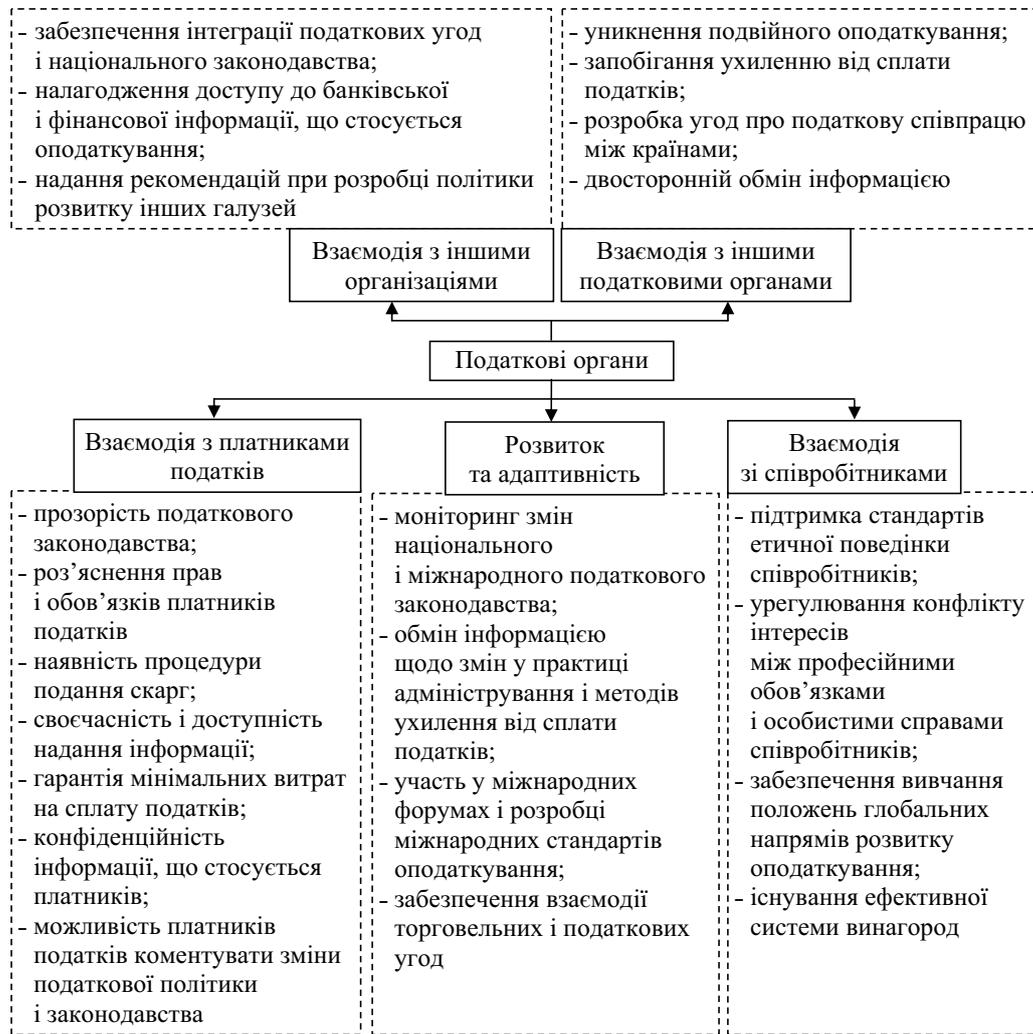 - забезпечення інтеграції податкових угод
і національного законодавства;
- налагодження доступу до банківської
і фінансової інформації, що стосується
оподаткування;
- надання рекомендацій при розробці політики
розвитку інших галузей
- уникнення подвійного оподаткування;
- запобігання ухиленню від сплати
податків;
- розробка угод про податкову співпрацю
між країнами;
- двосторонній обмін інформацією
Взаємодія з іншими
організаціями
Взаємодія з іншими
податковими органами
Податкові органи
Взаємодія з платниками
податків
Розвиток
та адаптивність
Взаємодія
зі співробітниками
- прозорість податкового
законодавства;
- роз’яснення прав
і обов’язків платників
податків
- наявність процедури
подання скарг;
- своєчасність і доступність
надання інформації;
- гарантія мінімальних витрат
на сплату податків;
- конфіденційність
інформації, що стосується
платників;
- можливість платників
податків коментувати зміни
податкової політики
і законодавства
- моніторинг змін
національного
і міжнародного податкового
законодавства;
- обмін інформацією
щодо змін у практиці
адміністрування і методів
ухилення від сплати
податків;
- участь у міжнародних
форумах і розробці
міжнародних стандартів
оподаткування;
- забезпечення взаємодії
торговельних і податкових
угод
- підтримка стандартів
етичної поведінки
співробітників;
- урегулювання конфлікту
інтересів
між професійними
обов’язками
і особистими справами
співробітників;
- забезпечення вивчання
положень глобальних
напрямів розвитку
оподаткування;
- існування ефективної
системи винагород